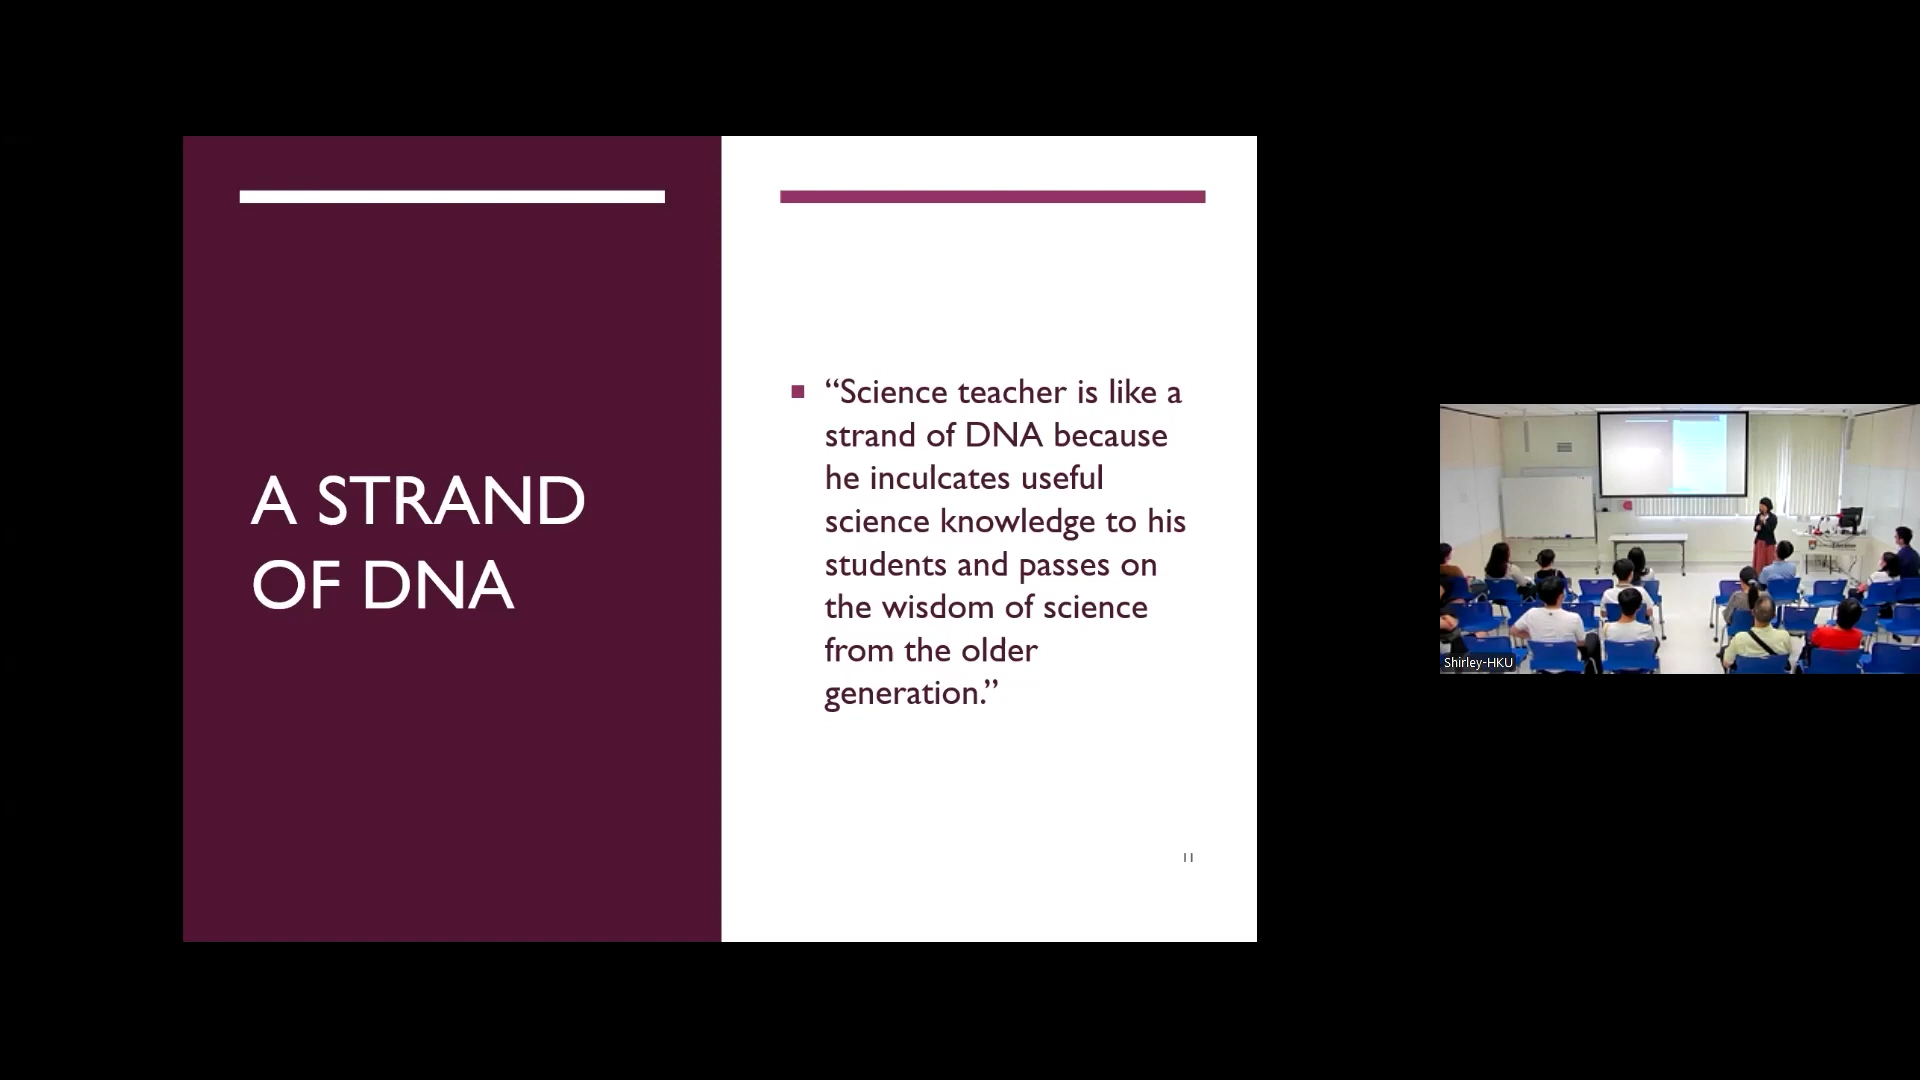 A STRAND
OF DNA
“Science teacher is like a
strand of DNA because
he inculcates useful
science knowledge to his
students and passes on
the wisdom of science
from the older
generation.”
11
Shirley-HKU